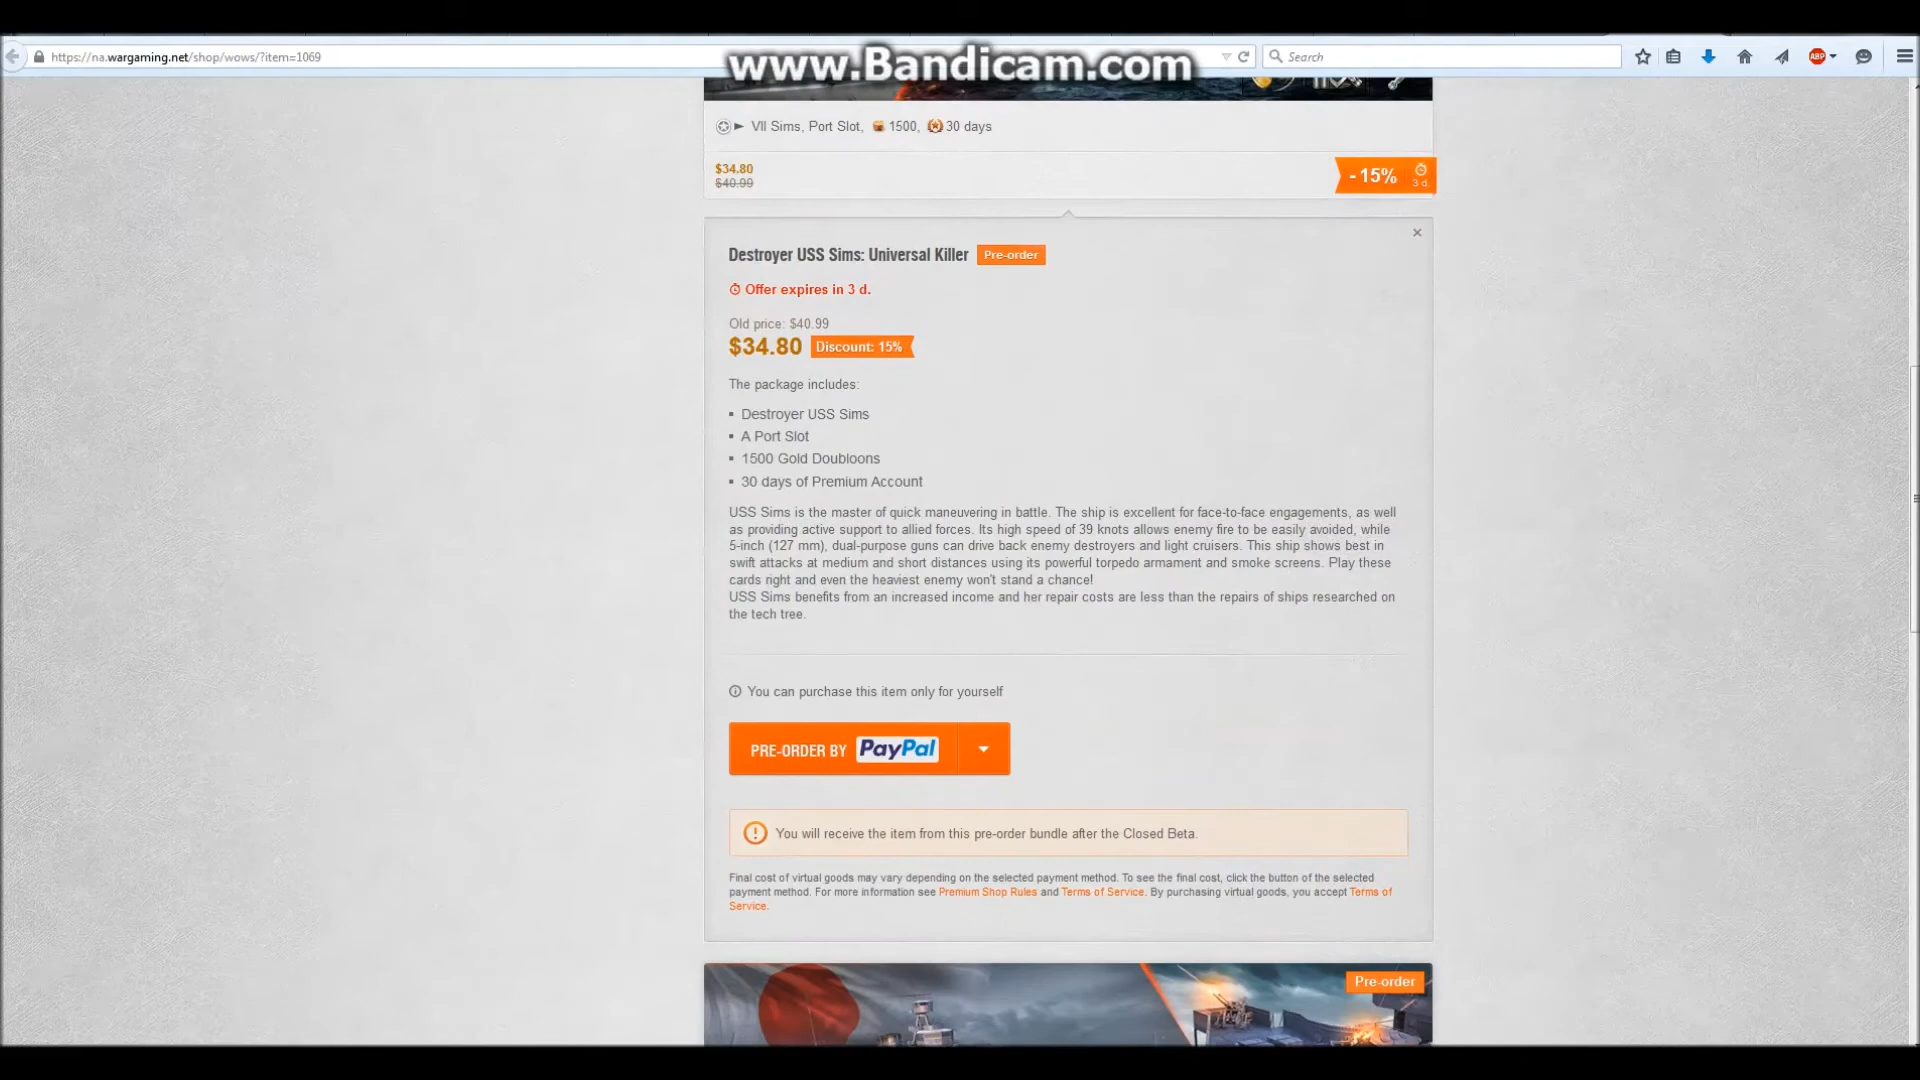 https://na.wargaming.net/shop/wows/?item=1069
www.Bandicam.com
Search
ABP
VII Sims, Port Slot, 1500, 30 days
$34.80
$40.99
- 15%
3 d.
Destroyer USS Sims: Universal Killer Pre-order
Offer expires in 3 d.
Old price: $40.99
$34.80 Discount: 15%
The package includes:
▪ Destroyer USS Sims
▪ A Port Slot
▪ 1500 Gold Doubloons
▪ 30 days of Premium Account
USS Sims is the master of quick maneuvering in battle. The ship is excellent for face-to-face engagements, as well
as providing active support to allied forces. Its high speed of 39 knots allows enemy fire to be easily avoided, while
5-inch (127 mm), dual-purpose guns can drive back enemy destroyers and light cruisers. This ship shows best in
swift attacks at medium and short distances using its powerful torpedo armament and smoke screens. Play these
cards right and even the heaviest enemy won't stand a chance!
USS Sims benefits from an increased income and her repair costs are less than the repairs of ships researched on
the tech tree.
You can purchase this item only for yourself
PRE-ORDER BY PayPal
You will receive the item from this pre-order bundle after the Closed Beta.
Final cost of virtual goods may vary depending on the selected payment method. To see the final cost, click the button of the selected
payment method. For more information see Premium Shop Rules and Terms of Service. By purchasing virtual goods, you accept Terms of
Service.
Pre-order